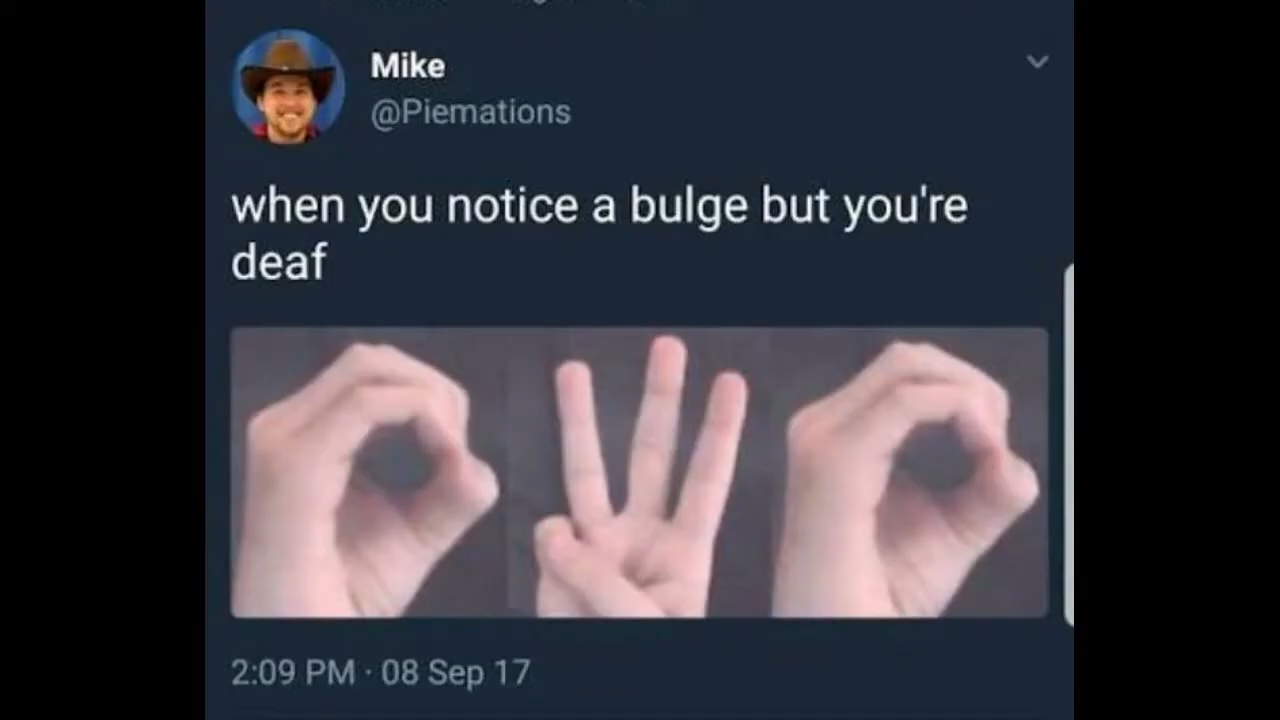 Mike
@Piemations
when you notice a bulge but you're
deaf
2:09 PM · 08 Sep 17